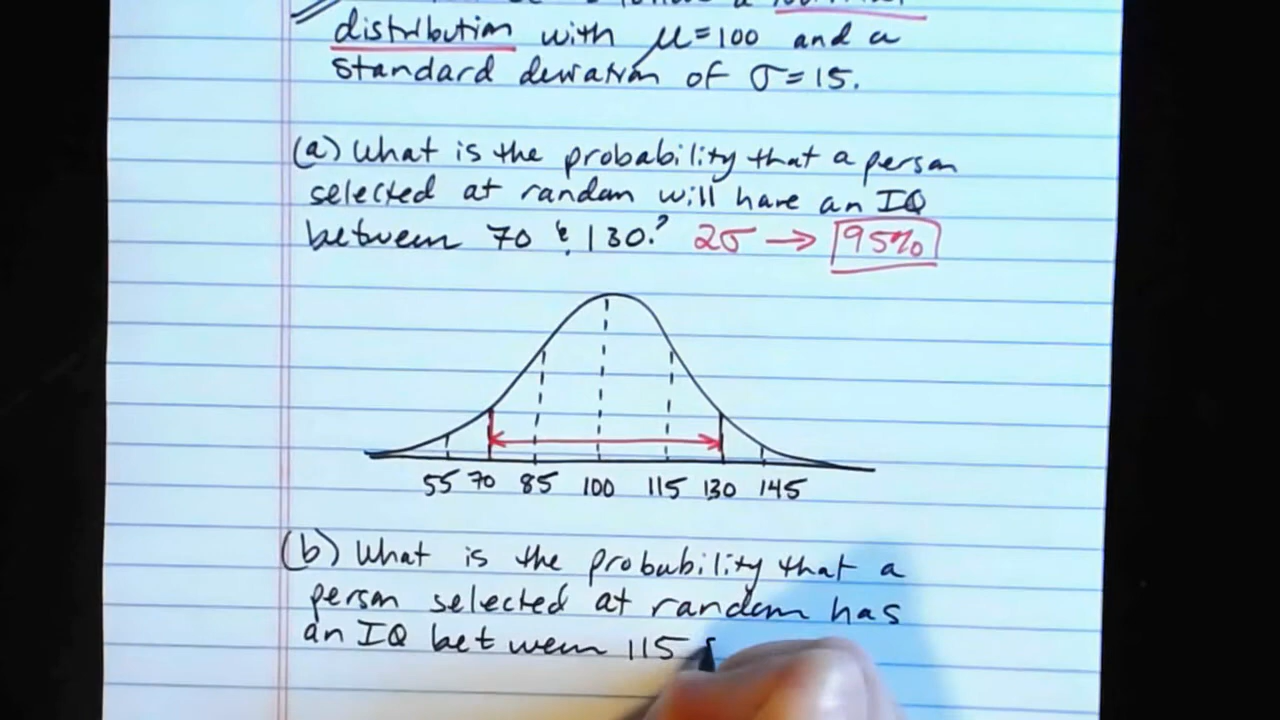 distribution with μ=100 and a
standard deviation of σ=15.
(a) What is the probability that a person
selected at random will have an IQ
between 70 & 130? 2σ → 95%
55 70 85 100 115 130 145
(b) What is the probability that a
person selected at random has
an IQ between 115